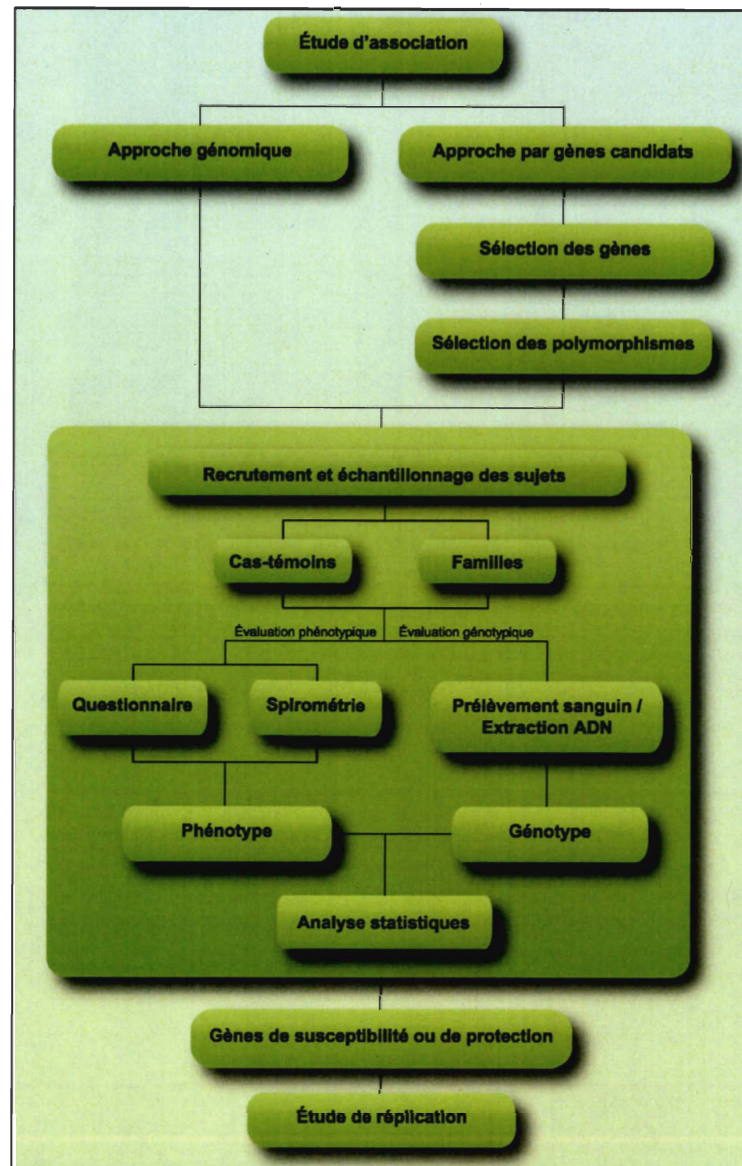 Étude d'association
Approche génomique
Approche par gènes candidats
Sélection des gènes
Sélection des polymorphismes
Recrutement et échantillonnage des sujets
Cas-témoins
Familles
Évaluation phénotypique
Évaluation génotypique
Questionnaire
Spirométrie
Prélèvement sanguin /
Extraction ADN
Phénotype
Génotype
Analyse statistiques
Gènes de susceptibilité ou de protection
Étude de réplication